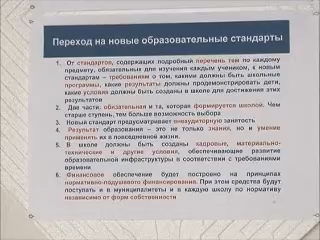 Переход на новые образовательные стандарты
1. От стандартов, содержащих подробный перечень тем по каждому
предмету, обязательных для изучения каждым учеником, к новым
стандартам – требованиям о том, какими должны быть школьные
программы, какие результаты должны продемонстрировать дети,
какие условия должны быть созданы в школе для достижения этих
результатов
2. Две части: обязательная и та, которая формируется школой. Чем
старше ступень, тем больше возможность выбора
3. Новый стандарт предусматривает внеаудиторную занятость
4. Результат образования – это не только знания, но и умение
применять их в повседневной жизни.
5. В школе должны быть созданы кадровые, материально-
технические и другие условия, обеспечивающие развитие
образовательной инфраструктуры в соответствии с требованиями
времени
6. Финансовое обеспечение будет построено на принципах
нормативно-подушевого финансирования. При этом средства будут
поступать и в муниципалитеты и в каждую школу по нормативу
независимо от форм собственности